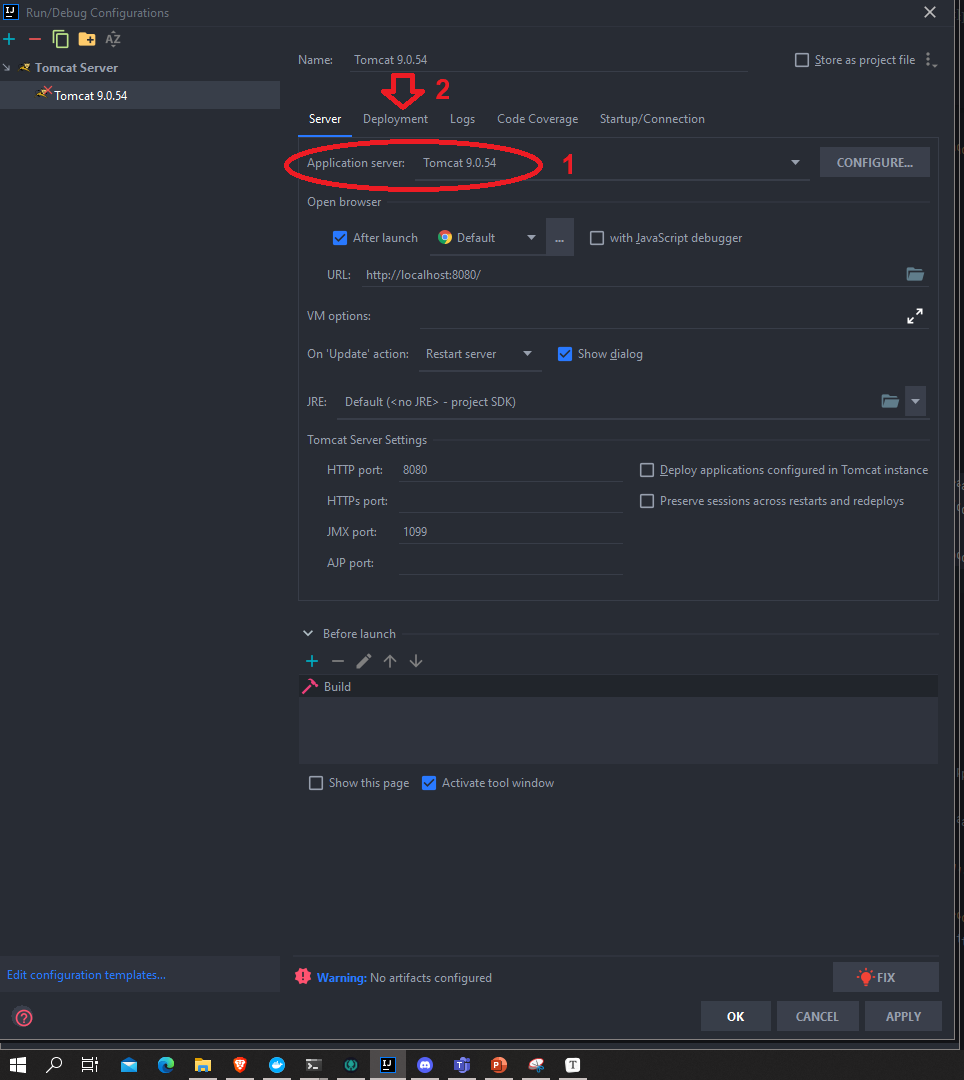 IJ Run/Debug Configurations
AZ
Tomcat Server
Tomcat 9.0.54
Name: Tomcat 9.0.54
Store as project file
2
Server Deployment Logs Code Coverage Startup/Connection
Application server: Tomcat 9.0.54 1 CONFIGURE...
Open browser
After launch Default ... with JavaScript debugger
URL: http://localhost:8080/
VM options:
On 'Update' action: Restart server Show dialog
JRE: Default (<no JRE> - project SDK)
Tomcat Server Settings
HTTP port: 8080 Deploy applications configured in Tomcat instance
HTTPs port: Preserve sessions across restarts and redeploys
JMX port: 1099
AJP port:
Before launch
Build
Show this page Activate tool window
Edit configuration templates...
Warning: No artifacts configured FIX
? OK CANCEL APPLY
IJ T P T